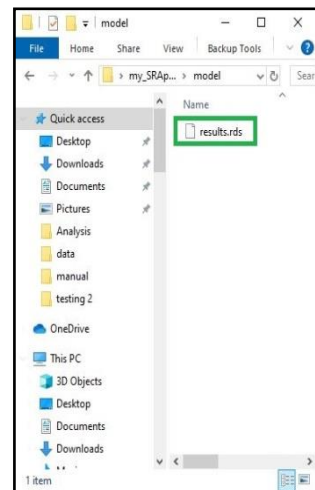 model
File Home Share View Backup Tools
my_SRAp... model Sear
Name
results.rds
Quick access
Desktop
Downloads
Documents
Pictures
Analysis
data
manual
testing 2
OneDrive
This PC
3D Objects
Desktop
Documents
Downloads
1 item